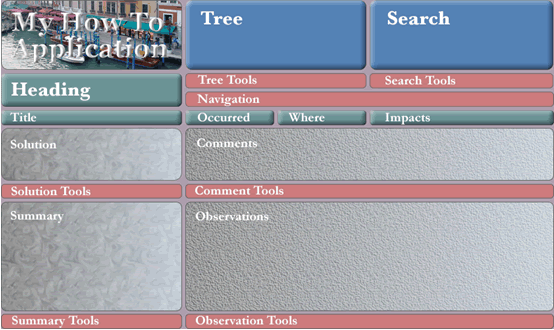 My How To
Application
Tree
Search
Tree Tools
Search Tools
Heading
Navigation
Title
Occurred
Where
Impacts
Solution
Comments
Solution Tools
Comment Tools
Summary
Observations
Summary Tools
Observation Tools